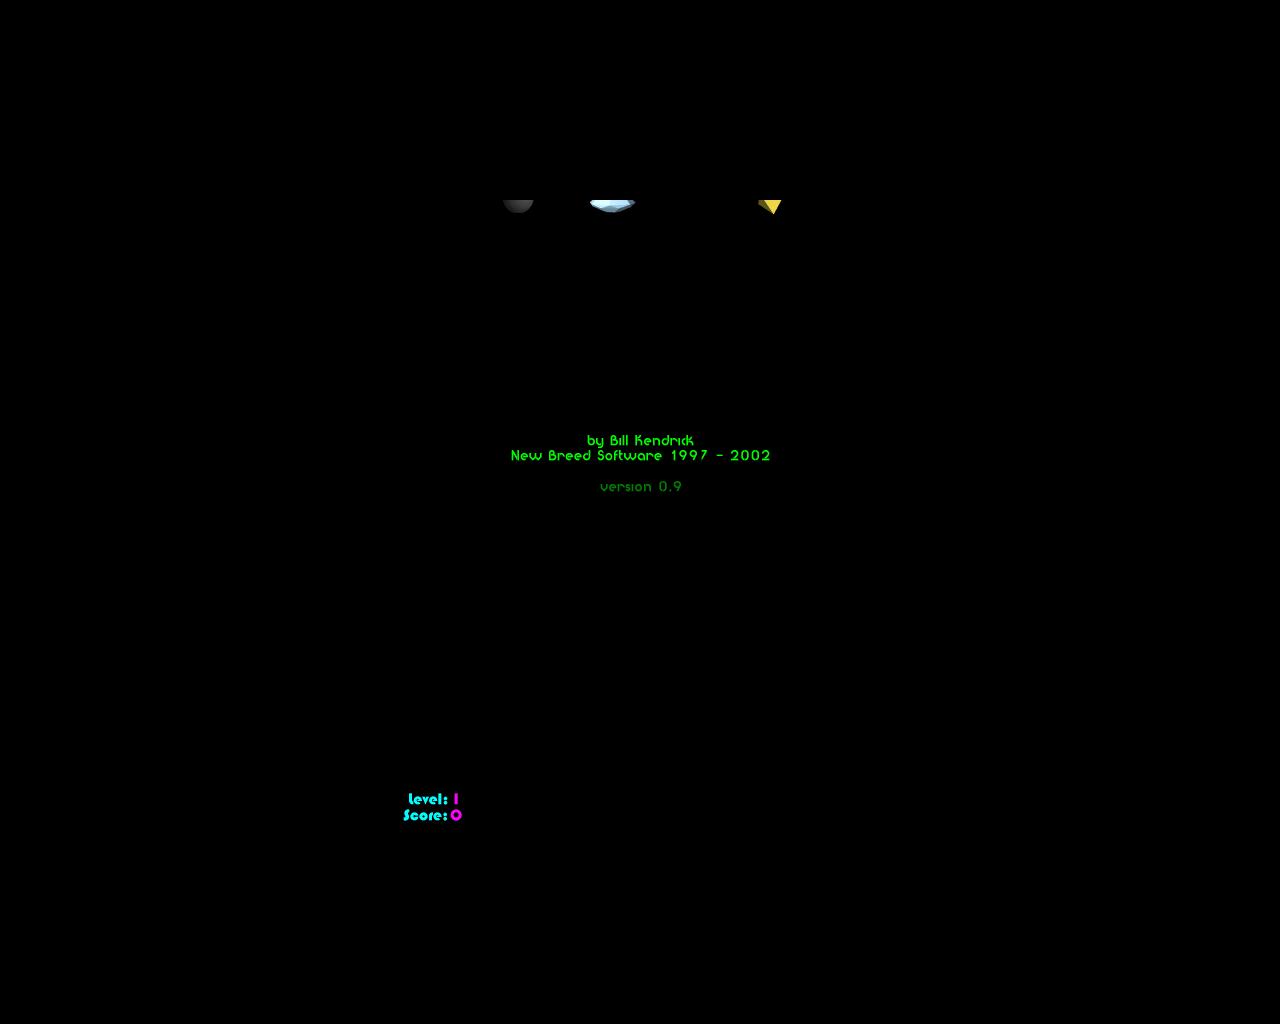 by Bill Kendrick
New Breed Software 1997 - 2002
version 0.9
Level: 1
Score: 0